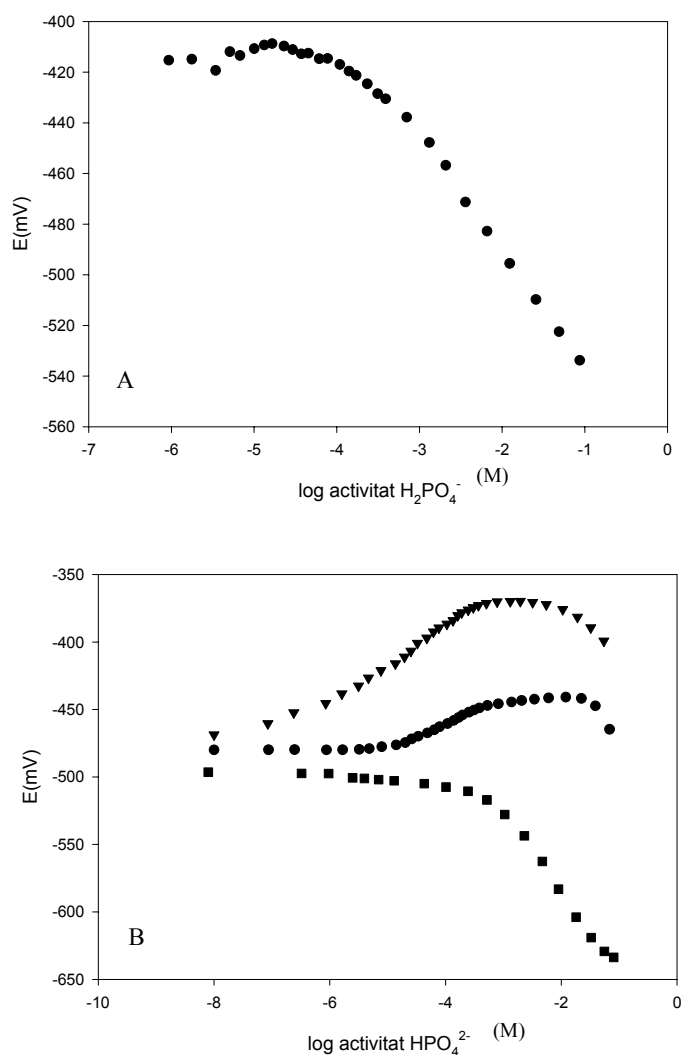 -400
-420
-440
-460
-480
-500
-520
-540
-560
E(mV)
A
-7 -6 -5 -4 -3 -2 -1 0
log activitat H₂PO₄⁻ (M)
-350
-400
-450
-500
-550
-600
-650
E(mV)
B
-10 -8 -6 -4 -2 0
log activitat HPO₄²⁻ (M)